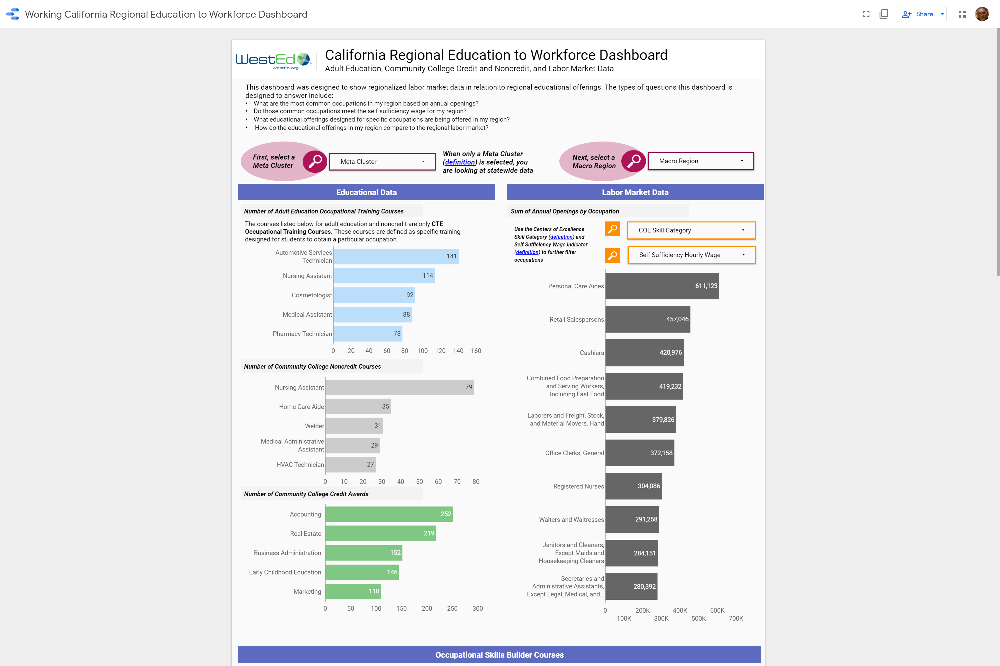 Working California Regional Education to Workforce Dashboard
Share
WestEd
WestEd.org
California Regional Education to Workforce Dashboard
Adult Education, Community College Credit and Noncredit, and Labor Market Data
This dashboard was designed to show regionalized labor market data in relation to regional educational offerings. The types of questions this dashboard is
designed to answer include:
• What are the most common occupations in my region based on annual openings?
• Do those common occupations meet the self sufficiency wage for my region?
• What educational offerings designed for specific occupations are being offered in my region?
• How do the educational offerings in my region compare to the regional labor market?
First, select a
Meta Cluster
Meta Cluster
When only a Meta Cluster
(definition) is selected, you
are looking at statewide data
Next, select a
Macro Region
Macro Region
Educational Data
Number of Adult Education Occupational Training Courses
The courses listed below for adult education and noncredit are only CTE
Occupational Training Courses. These courses are defined as specific training
designed for students to obtain a particular occupation.
Automotive Services
Technician
141
Nursing Assistant
114
Cosmetologist
92
Medical Assistant
88
Pharmacy Technician
78
0 20 40 60 80 100 120 140 160
Number of Community College Noncredit Courses
Nursing Assistant
79
Home Care Aide
35
Welder
31
Medical Administrative
Assistant
29
HVAC Technician
27
0 10 20 30 40 50 60 70 80
Number of Community College Credit Awards
Accounting
252
Real Estate
219
Business Administration
152
Early Childhood Education
146
Marketing
110
0 50 100 150 200 250 300
Labor Market Data
Sum of Annual Openings by Occupation
Use the Centers of Excellence
Skill Category (definition) and
Self Sufficiency Wage indicator
(definition) to further filter
occupations
COE Skill Category
Self Sufficiency Hourly Wage
Personal Care Aides
611,123
Retail Salespersons
457,046
Cashiers
420,976
Combined Food Preparation
and Serving Workers,
Including Fast Food
419,232
Laborers and Freight, Stock,
and Material Movers, Hand
379,826
Office Clerks, General
372,158
Registered Nurses
304,086
Waiters and Waitresses
291,258
Janitors and Cleaners,
Except Maids and
Housekeeping Cleaners
284,151
Secretaries and
Administrative Assistants,
Except Legal, Medical, and…
280,392
0 200K 400K 600K
100K 300K 500K 700K
Occupational Skills Builder Courses